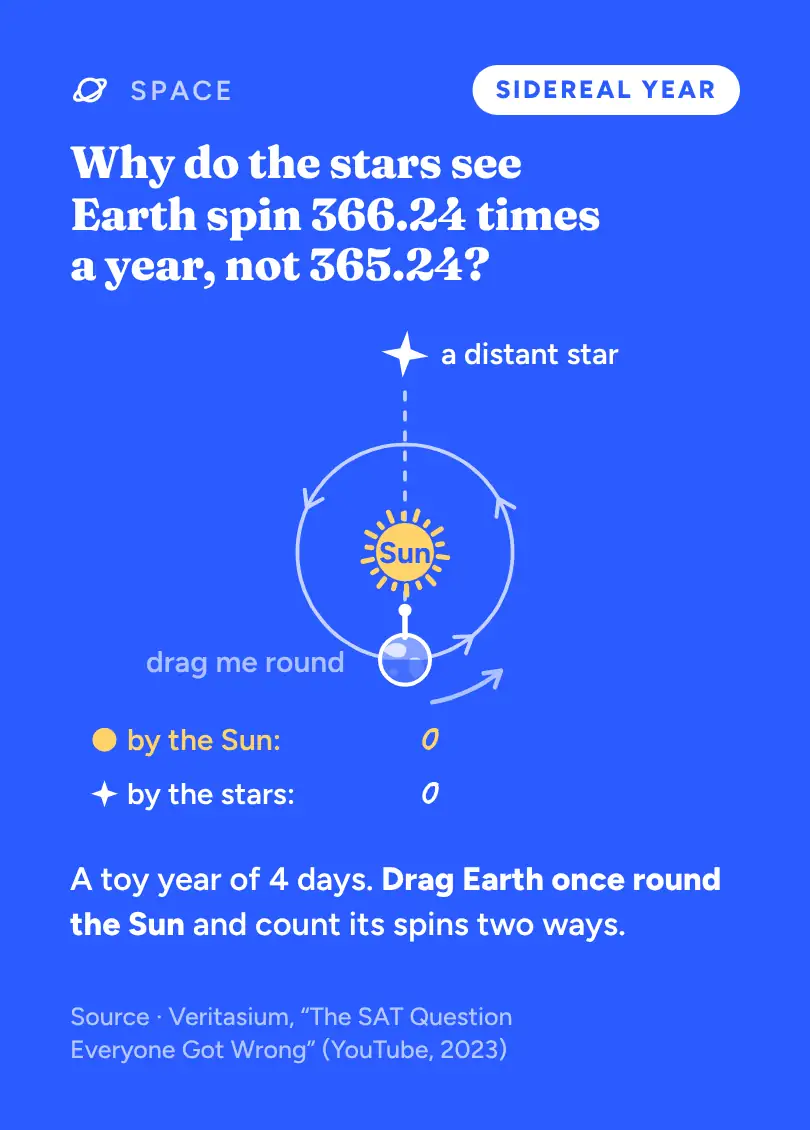 SPACE
SIDEREAL YEAR
Why do the stars see
Earth spin 366.24 times
a year, not 365.24?
a distant star
Sun
drag me round
by the Sun: 0
by the stars: 0
A toy year of 4 days. Drag Earth once round
the Sun and count its spins two ways.
Source · Veritasium, “The SAT Question
Everyone Got Wrong” (YouTube, 2023)